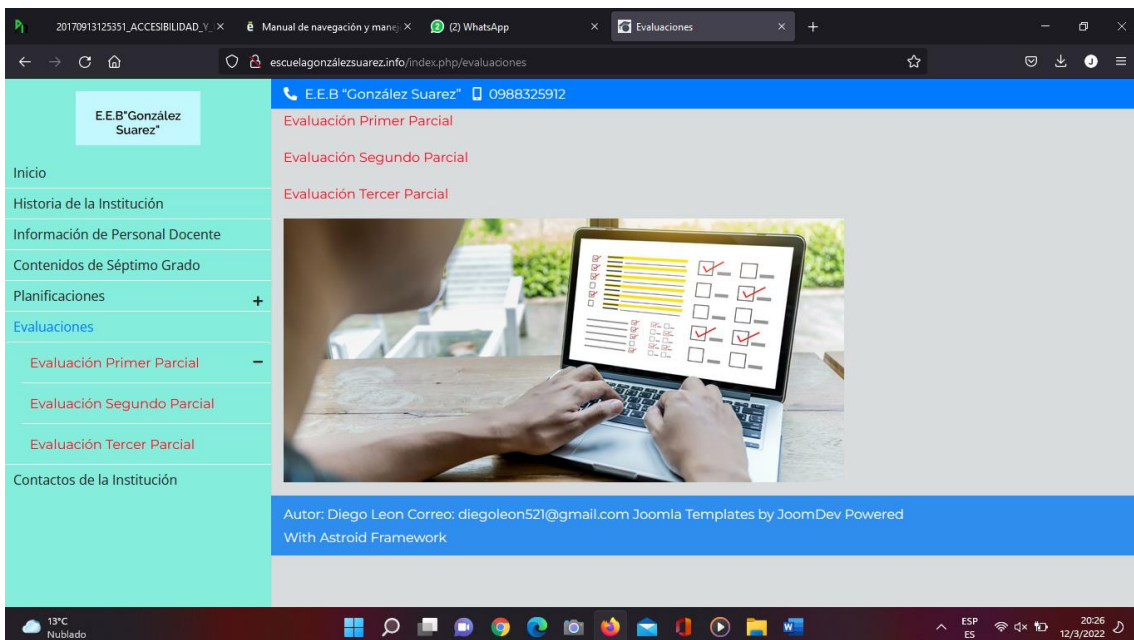 20170913125351_ACCESIBILIDAD_Y_
Manual de navegación y manej
(2) WhatsApp
Evaluaciones
escuelagonzálezsuarez.info/index.php/evaluaciones
E.E.B"González
Suarez"
E.E.B “González Suarez” 0988325912
Inicio
Historia de la Institución
Información de Personal Docente
Contenidos de Séptimo Grado
Planificaciones
Evaluaciones
Evaluación Primer Parcial
Evaluación Segundo Parcial
Evaluación Tercer Parcial
Contactos de la Institución
Evaluación Primer Parcial
Evaluación Segundo Parcial
Evaluación Tercer Parcial
Autor: Diego Leon Correo: diegoleon521@gmail.com Joomla Templates by JoomDev Powered
With Astroid Framework
13°C
Nublado
ESP
ES
20:26
12/3/2022